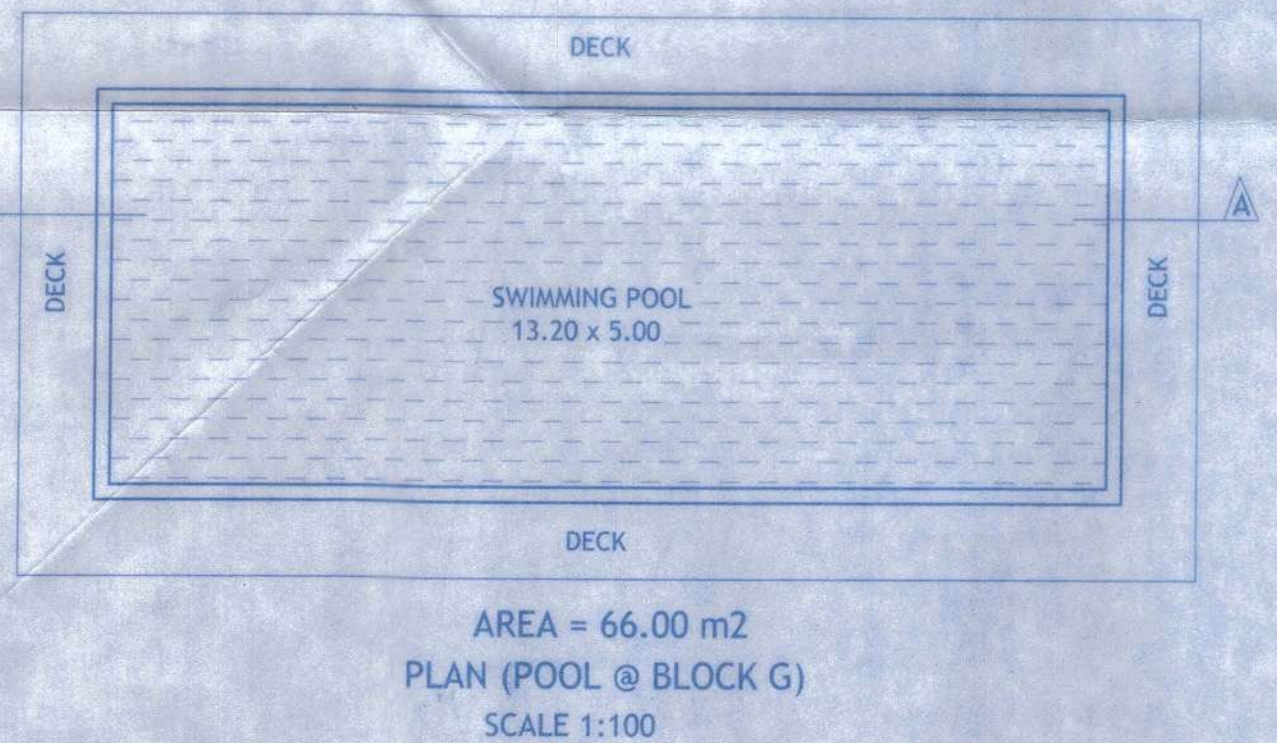 DECK
A
DECK
DECK
SWIMMING POOL
13.20 x 5.00
DECK
AREA = 66.00 m2
PLAN (POOL @ BLOCK G)
SCALE 1:100